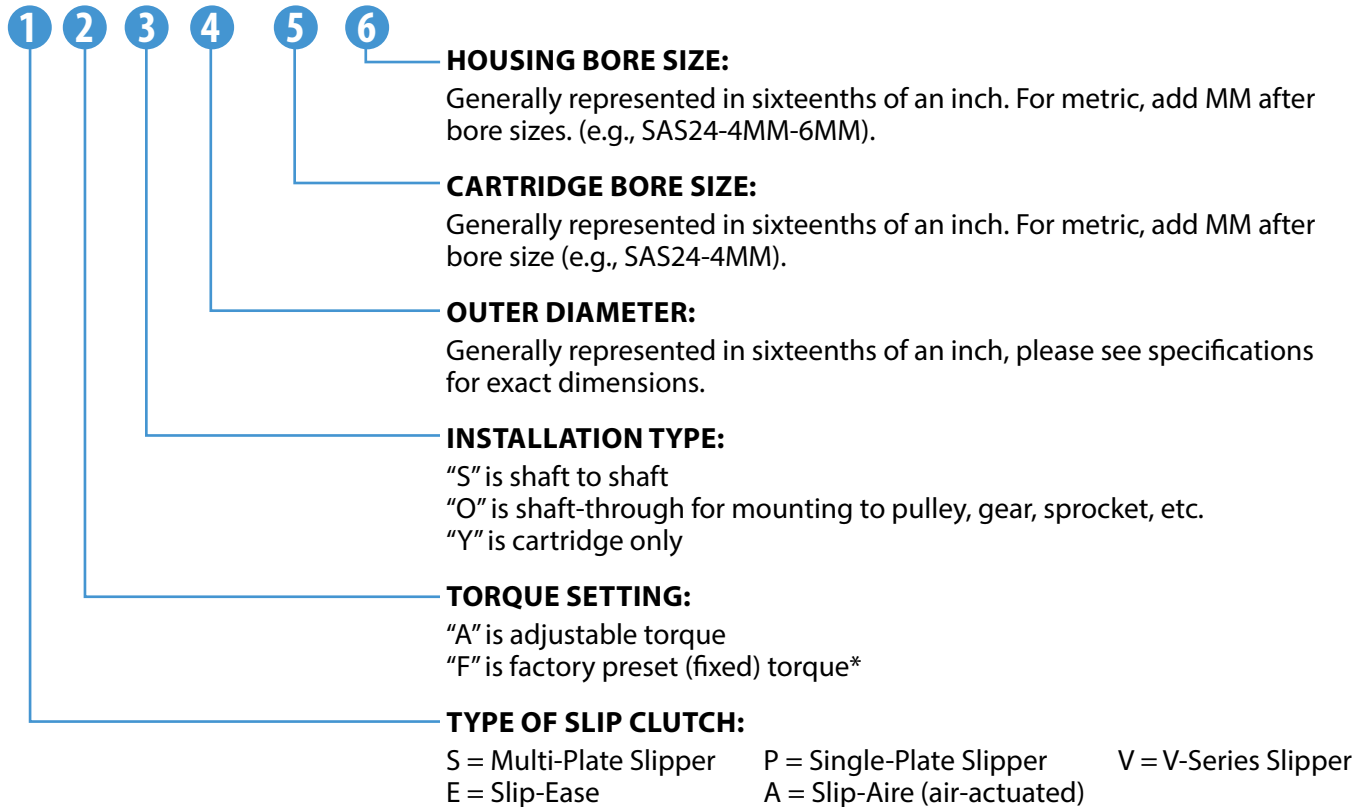 1 2 3 4 5 6
HOUSING BORE SIZE:
Generally represented in sixteenths of an inch. For metric, add MM after
bore sizes. (e.g., SAS24-4MM-6MM).
CARTRIDGE BORE SIZE:
Generally represented in sixteenths of an inch. For metric, add MM after
bore size (e.g., SAS24-4MM).
OUTER DIAMETER:
Generally represented in sixteenths of an inch, please see specifications
for exact dimensions.
INSTALLATION TYPE:
“S” is shaft to shaft
“O” is shaft-through for mounting to pulley, gear, sprocket, etc.
“Y” is cartridge only
TORQUE SETTING:
“A” is adjustable torque
“F” is factory preset (fixed) torque*
TYPE OF SLIP CLUTCH:
S = Multi-Plate Slipper P = Single-Plate Slipper V = V-Series Slipper
E = Slip-Ease A = Slip-Aire (air-actuated)